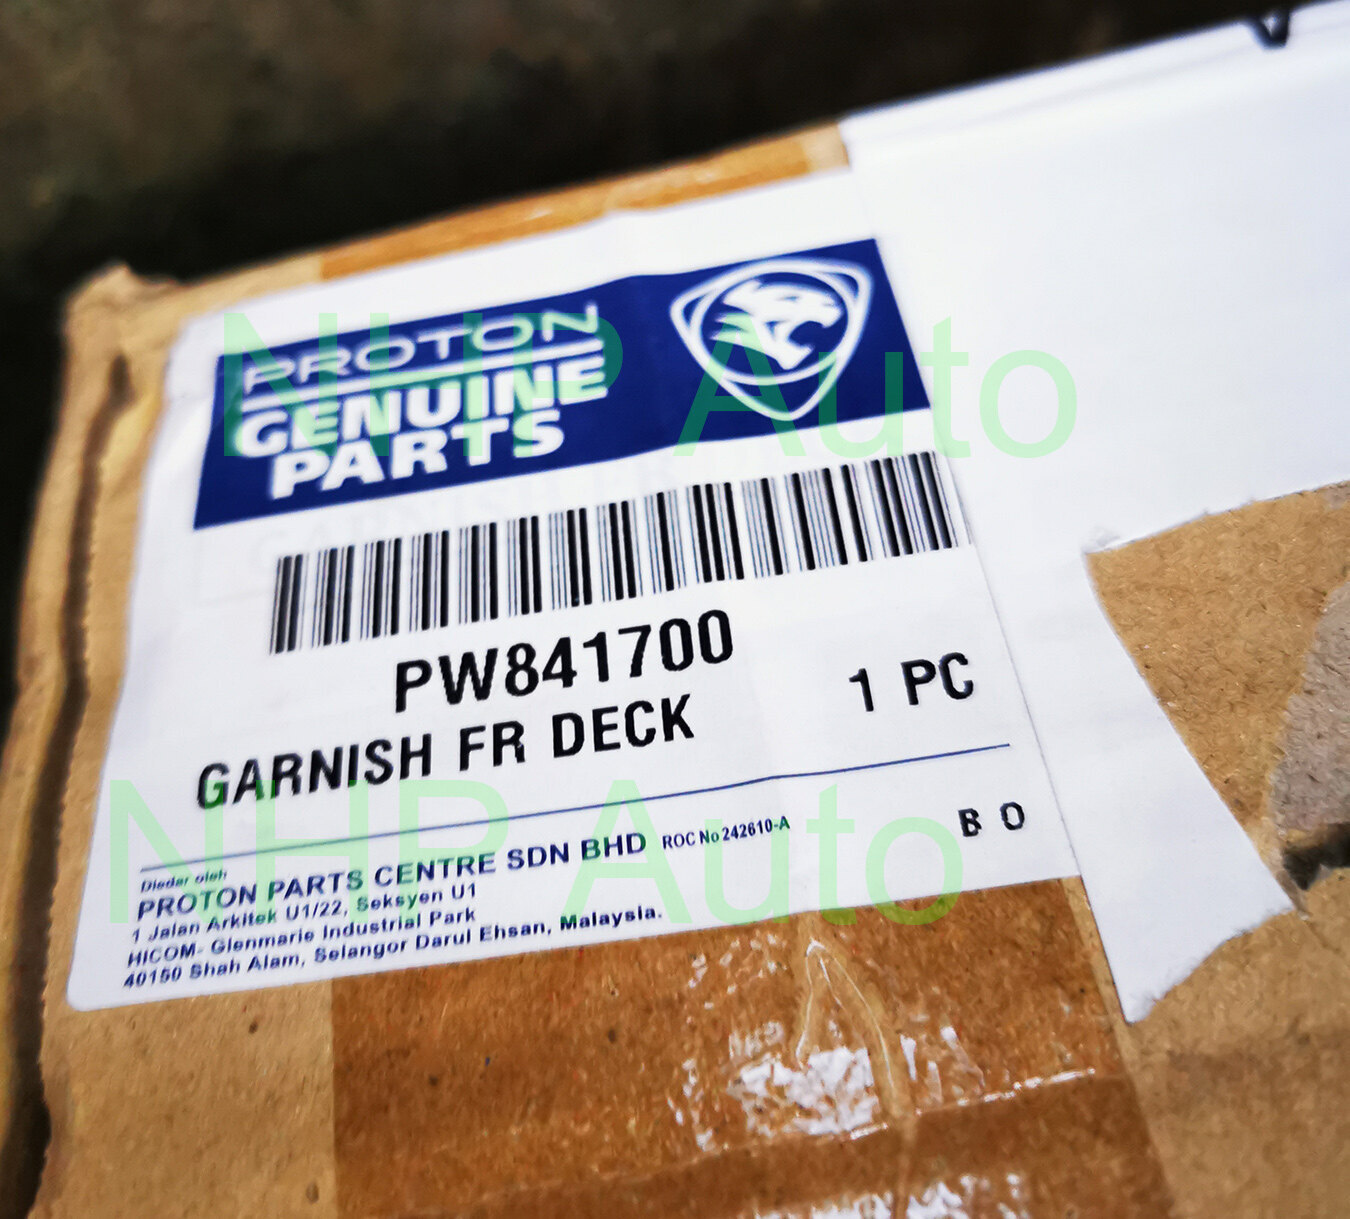 PROTON
GENUINE
PARTS
NHP Auto
PW841700
GARNISH FR DECK
1 PC
B O
NHP Auto
Diedar oleh
PROTON PARTS CENTRE SDN BHD ROC No 242610-A
1 Jalan Arkitek U1/22, Seksyen U1
HICOM- Glenmarie Industrial Park
40150 Shah Alam, Selangor Darul Ehsan, Malaysia.